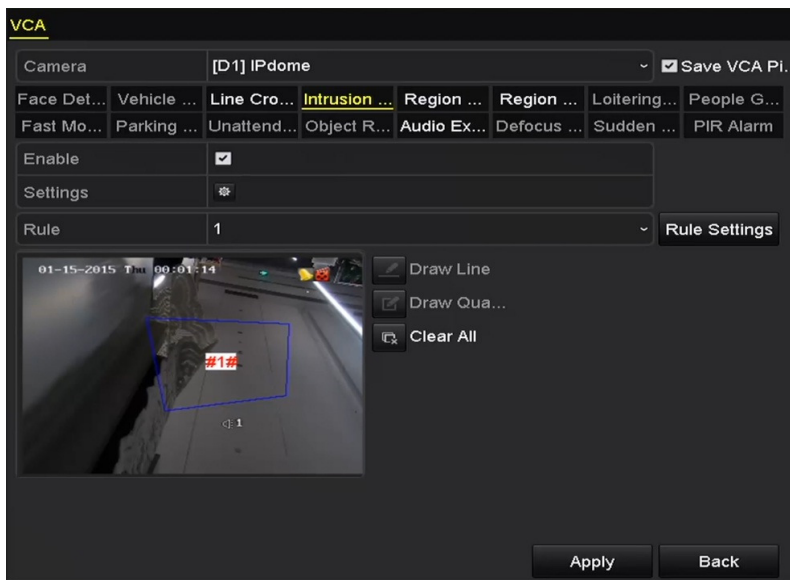 VCA
Camera [D1] IPdome Save VCA Pi.
Face Det... Vehicle ... Line Cro... Intrusion ... Region ... Region ... Loitering... People G...
Fast Mo... Parking ... Unattend... Object R... Audio Ex... Defocus ... Sudden ... PIR Alarm
Enable
Settings
Rule 1 Rule Settings
01-15-2015 Thu 00:01:14
Draw Line
Draw Qua...
Clear All
#1#
1
Apply Back